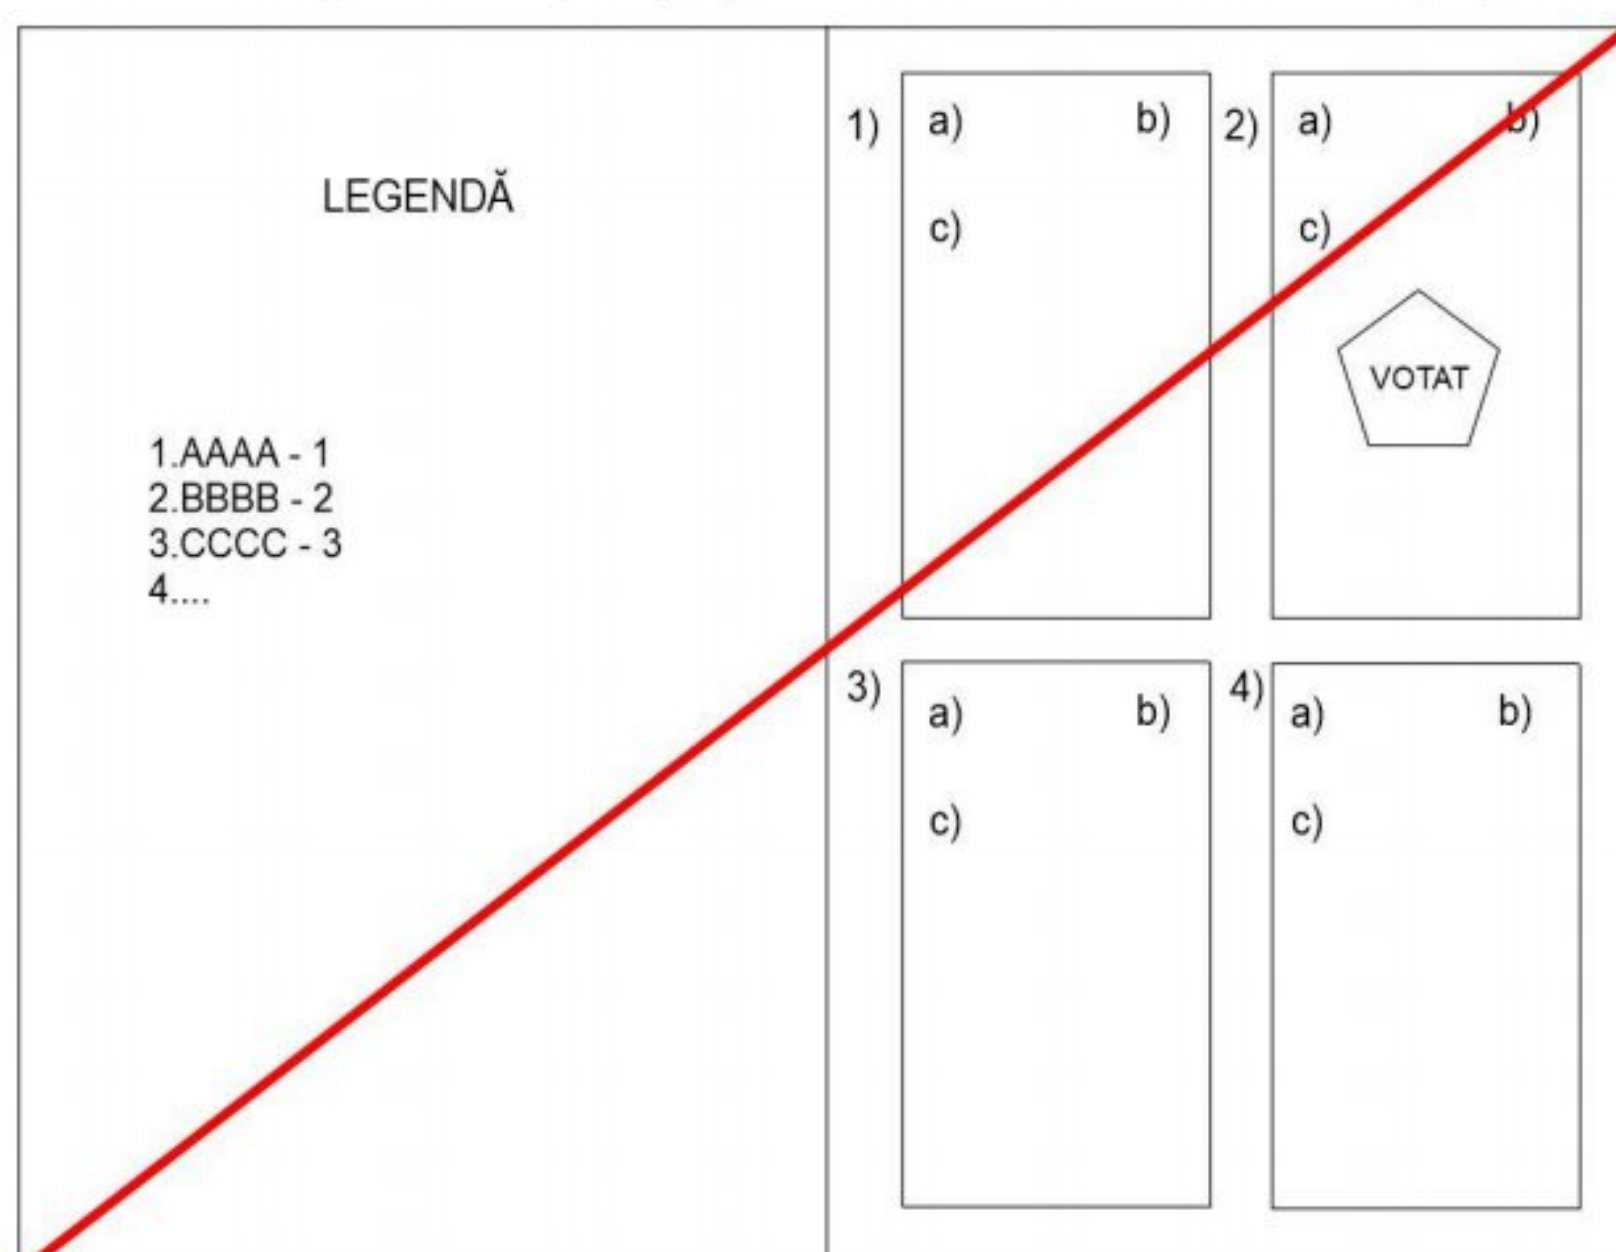 LEGENDĂ
1.AAAA - 1
2.BBBB - 2
3.CCCC - 3
4....
1)
a) b)
c)
2)
a) b)
c)
VOTAT
3)
a) b)
c)
4)
a) b)
c)